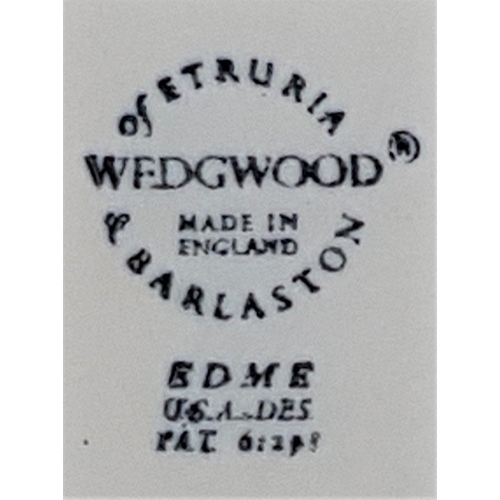 of ETRURIA
WEDGWOOD ®
MADE IN
ENGLAND
& BARLASTON
EDME
U.S.A. DES.
PAT.